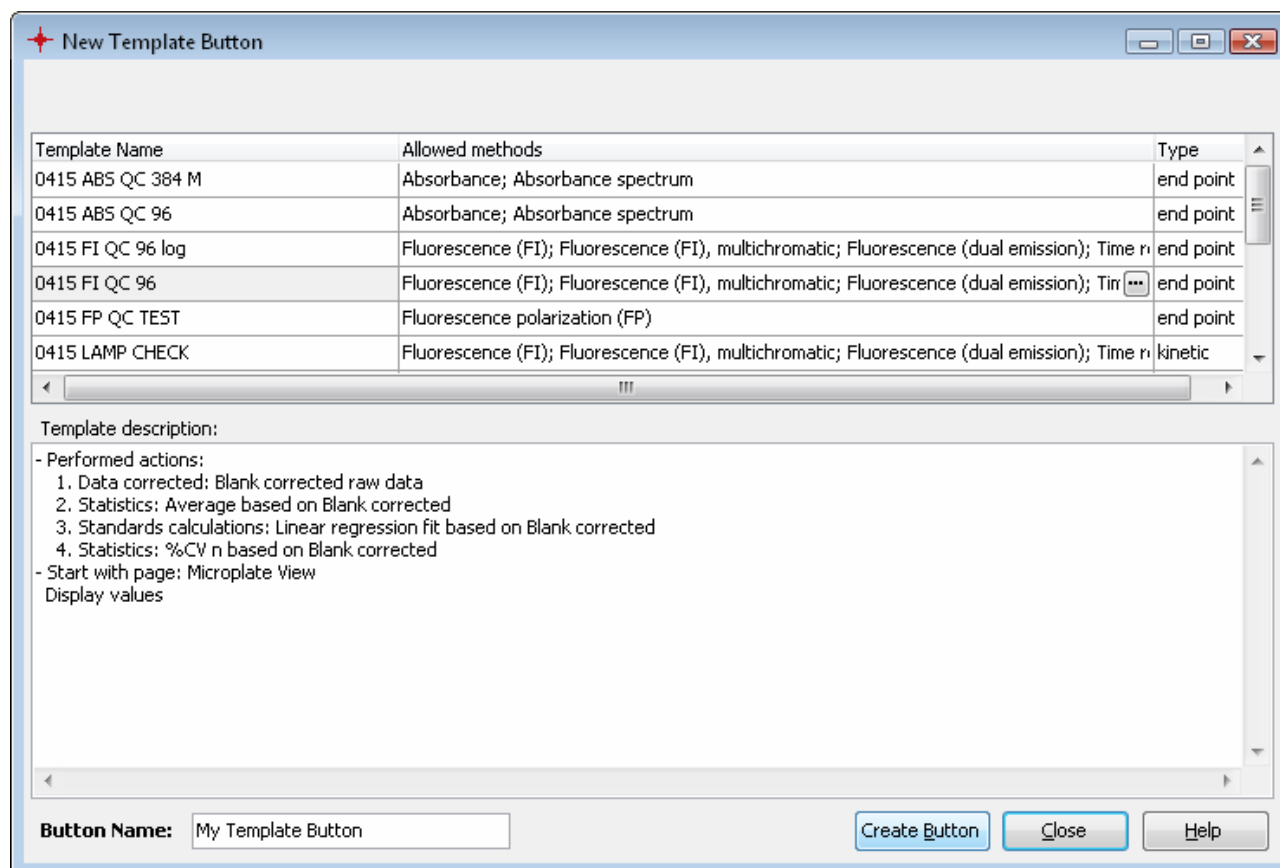 New Template Button
Template Name Allowed methods Type
0415 ABS QC 384 M Absorbance; Absorbance spectrum end point
0415 ABS QC 96 Absorbance; Absorbance spectrum end point
0415 FI QC 96 log Fluorescence (FI); Fluorescence (FI), multichromatic; Fluorescence (dual emission); Time end point
0415 FI QC 96 Fluorescence (FI); Fluorescence (FI), multichromatic; Fluorescence (dual emission); ... end point
0415 FP QC TEST Fluorescence polarization (FP) end point
0415 LAMP CHECK Fluorescence (FI); Fluorescence (FI), multichromatic; Fluorescence (dual emission); Time kinetic
Template description:
- Performed actions:
1. Data corrected: Blank corrected raw data
2. Statistics: Average based on Blank corrected
3. Standards calculations: Linear regression fit based on Blank corrected
4. Statistics: %CV n based on Blank corrected
- Start with page: Microplate View
Display values
Button Name: My Template Button Create Button Close Help